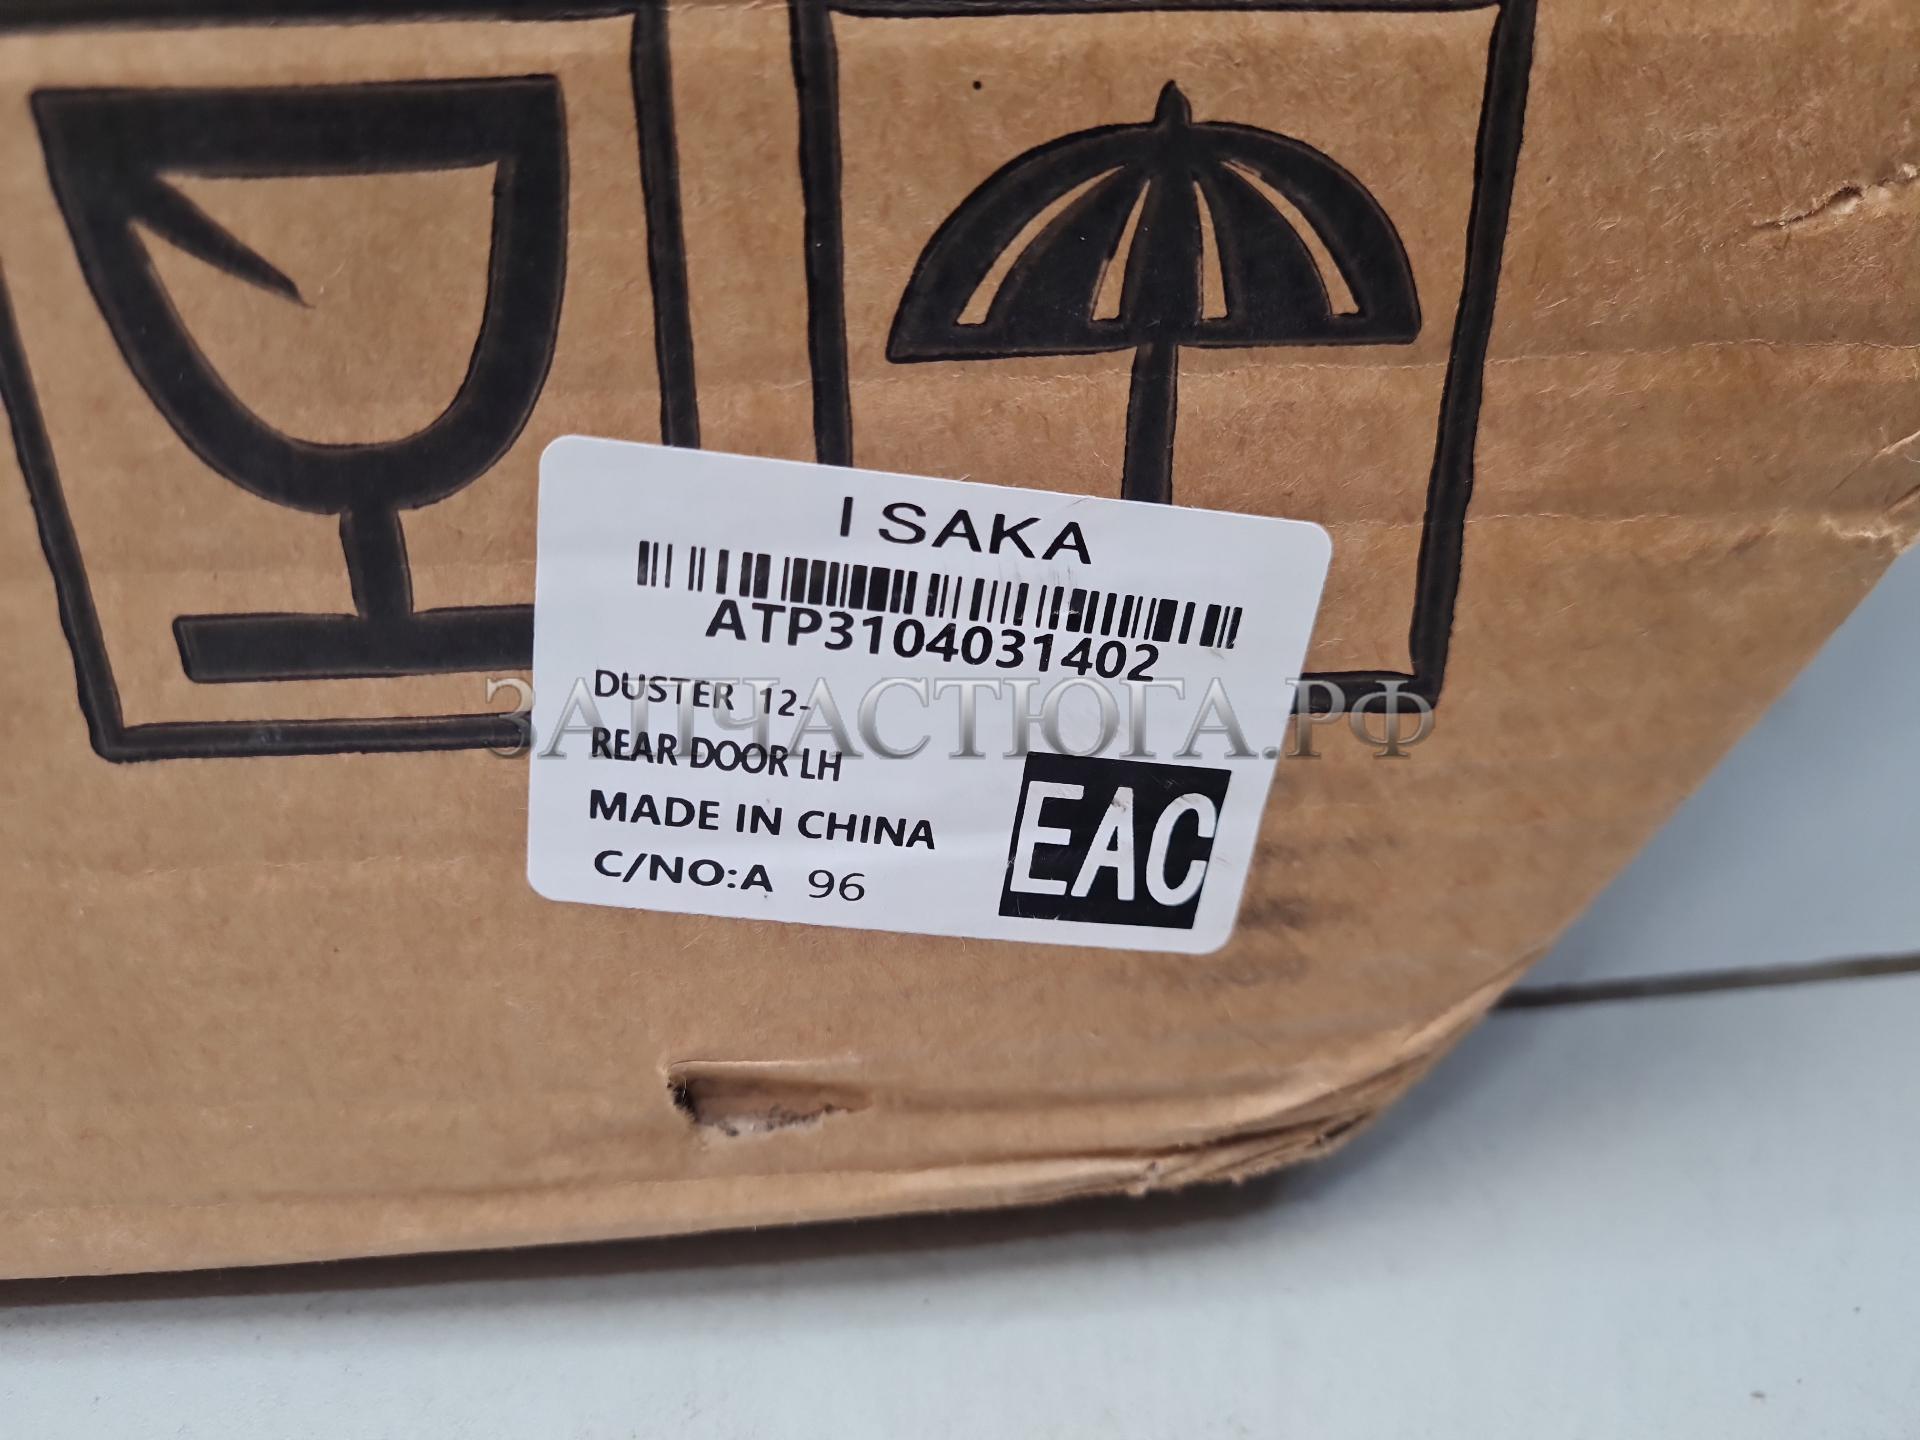 I SAKA
ATP3104031402
DUSTER 12-
ЗАПЧАСТЮГА.РФ
REAR DOOR LH
MADE IN CHINA
C/NO:A 96
EAC